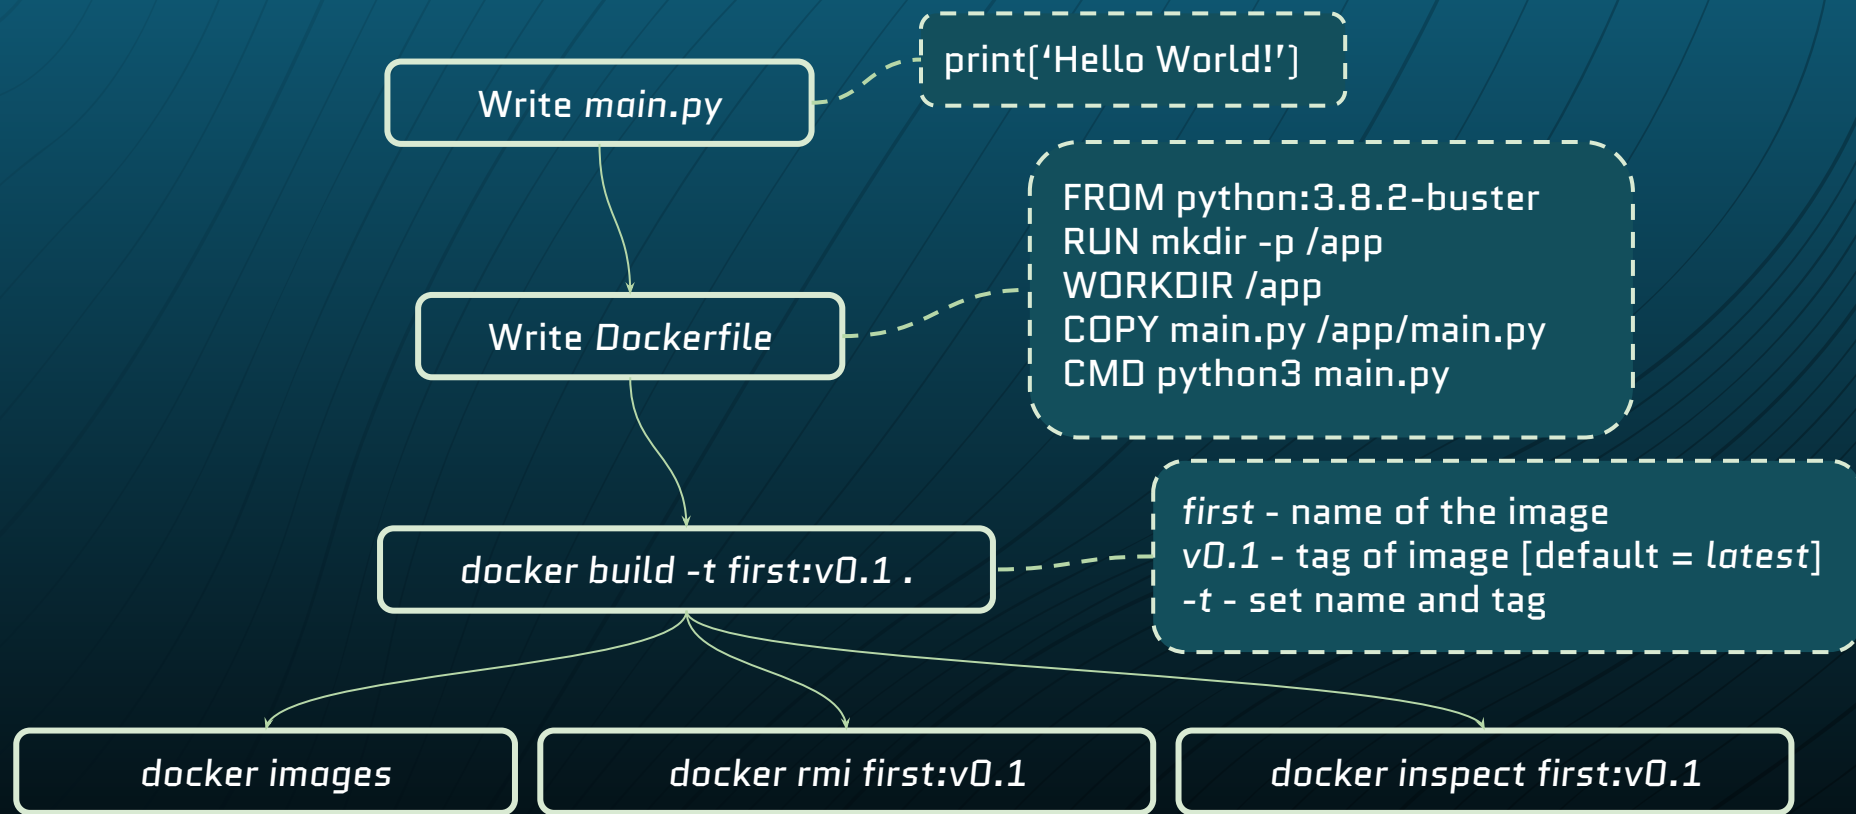 print(‘Hello World!’)
Write main.py
FROM python:3.8.2-buster
RUN mkdir -p /app
WORKDIR /app
COPY main.py /app/main.py
CMD python3 main.py
Write Dockerfile
first - name of the image
v0.1 - tag of image [default = latest]
-t - set name and tag
docker build -t first:v0.1 .
docker images
docker rmi first:v0.1
docker inspect first:v0.1